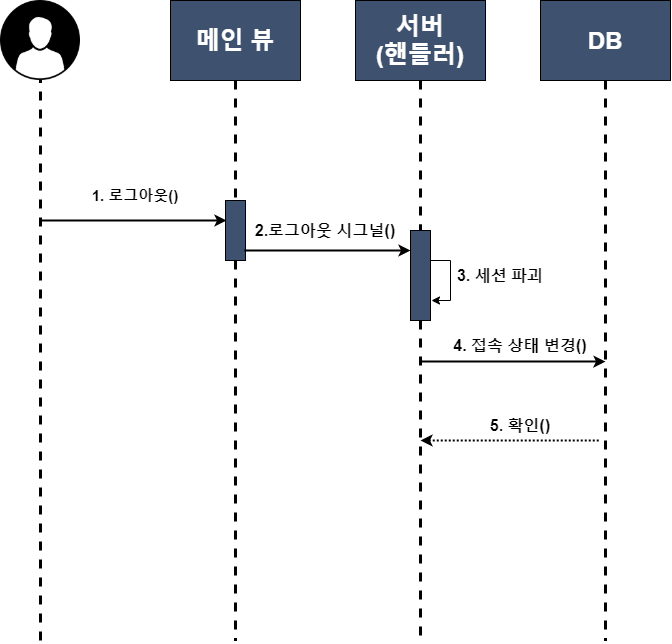 메인 뷰
서버
(핸들러)
DB
1. 로그아웃()
2.로그아웃 시그널()
3. 세션 파괴
4. 접속 상태 변경()
5. 확인()